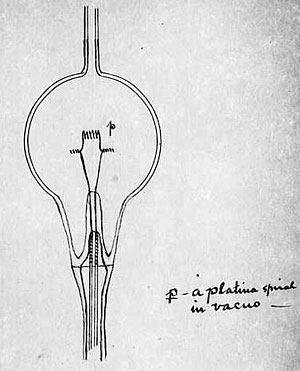 p
p - a platina spiral
in vacuo —